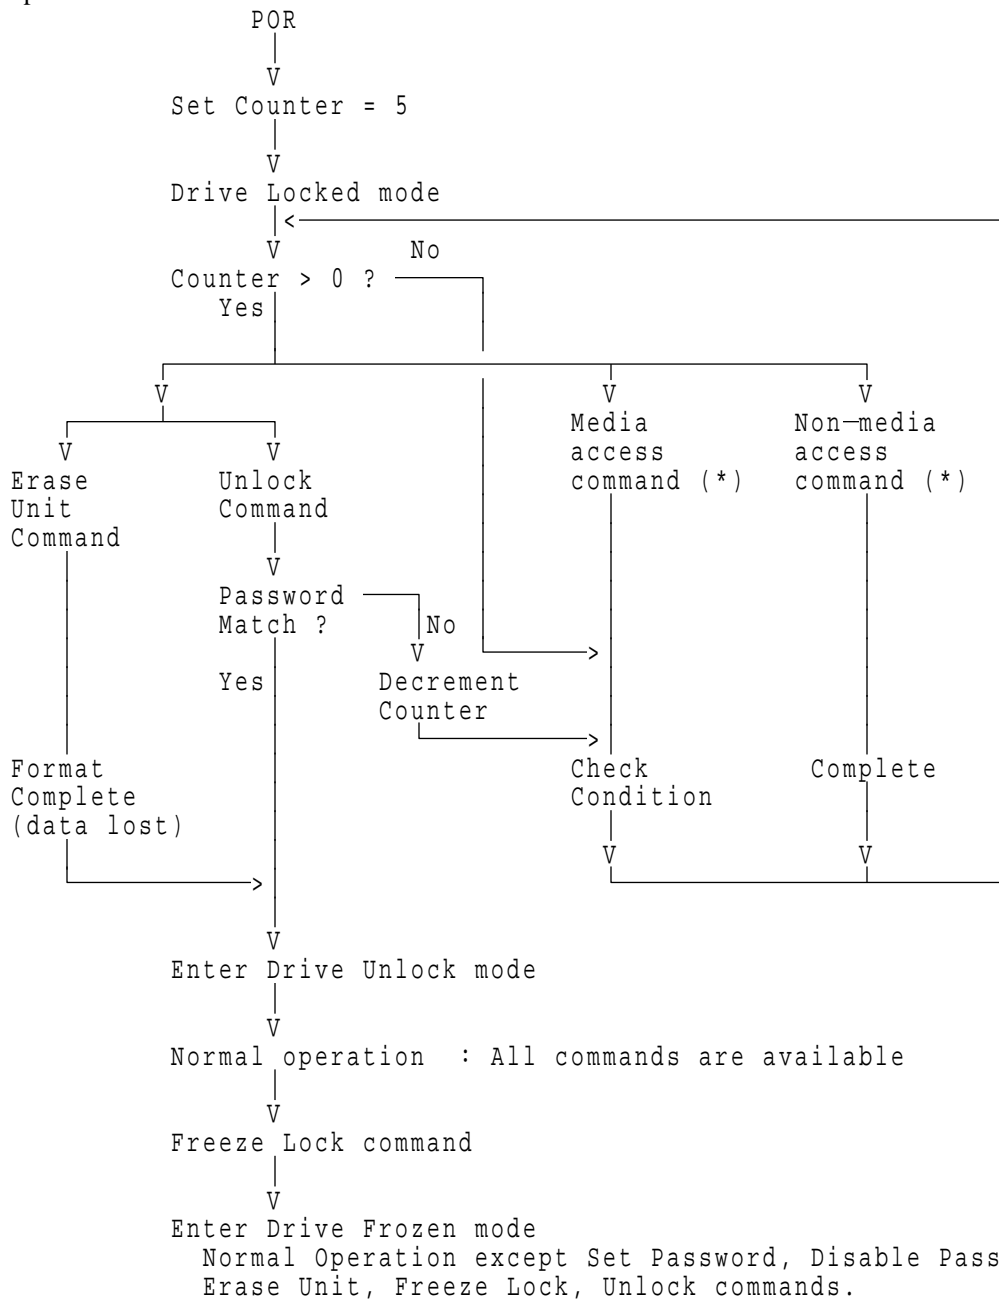 POR
V
Set Counter = 5
V
Drive Locked mode
<
V No
Counter > 0 ?
Yes
V V V
Media Non-media
V V access access
Erase Unlock command (*) command (*)
Unit Command
Command
V
Password
Match ? No
V >
Yes Decrement
Counter
>
Format Check Complete
Complete Condition
(data lost)
V V
>
V
Enter Drive Unlock mode
V
Normal operation : All commands are available
V
Freeze Lock command
V
Enter Drive Frozen mode
Normal Operation except Set Password, Disable Pass
Erase Unit, Freeze Lock, Unlock commands.